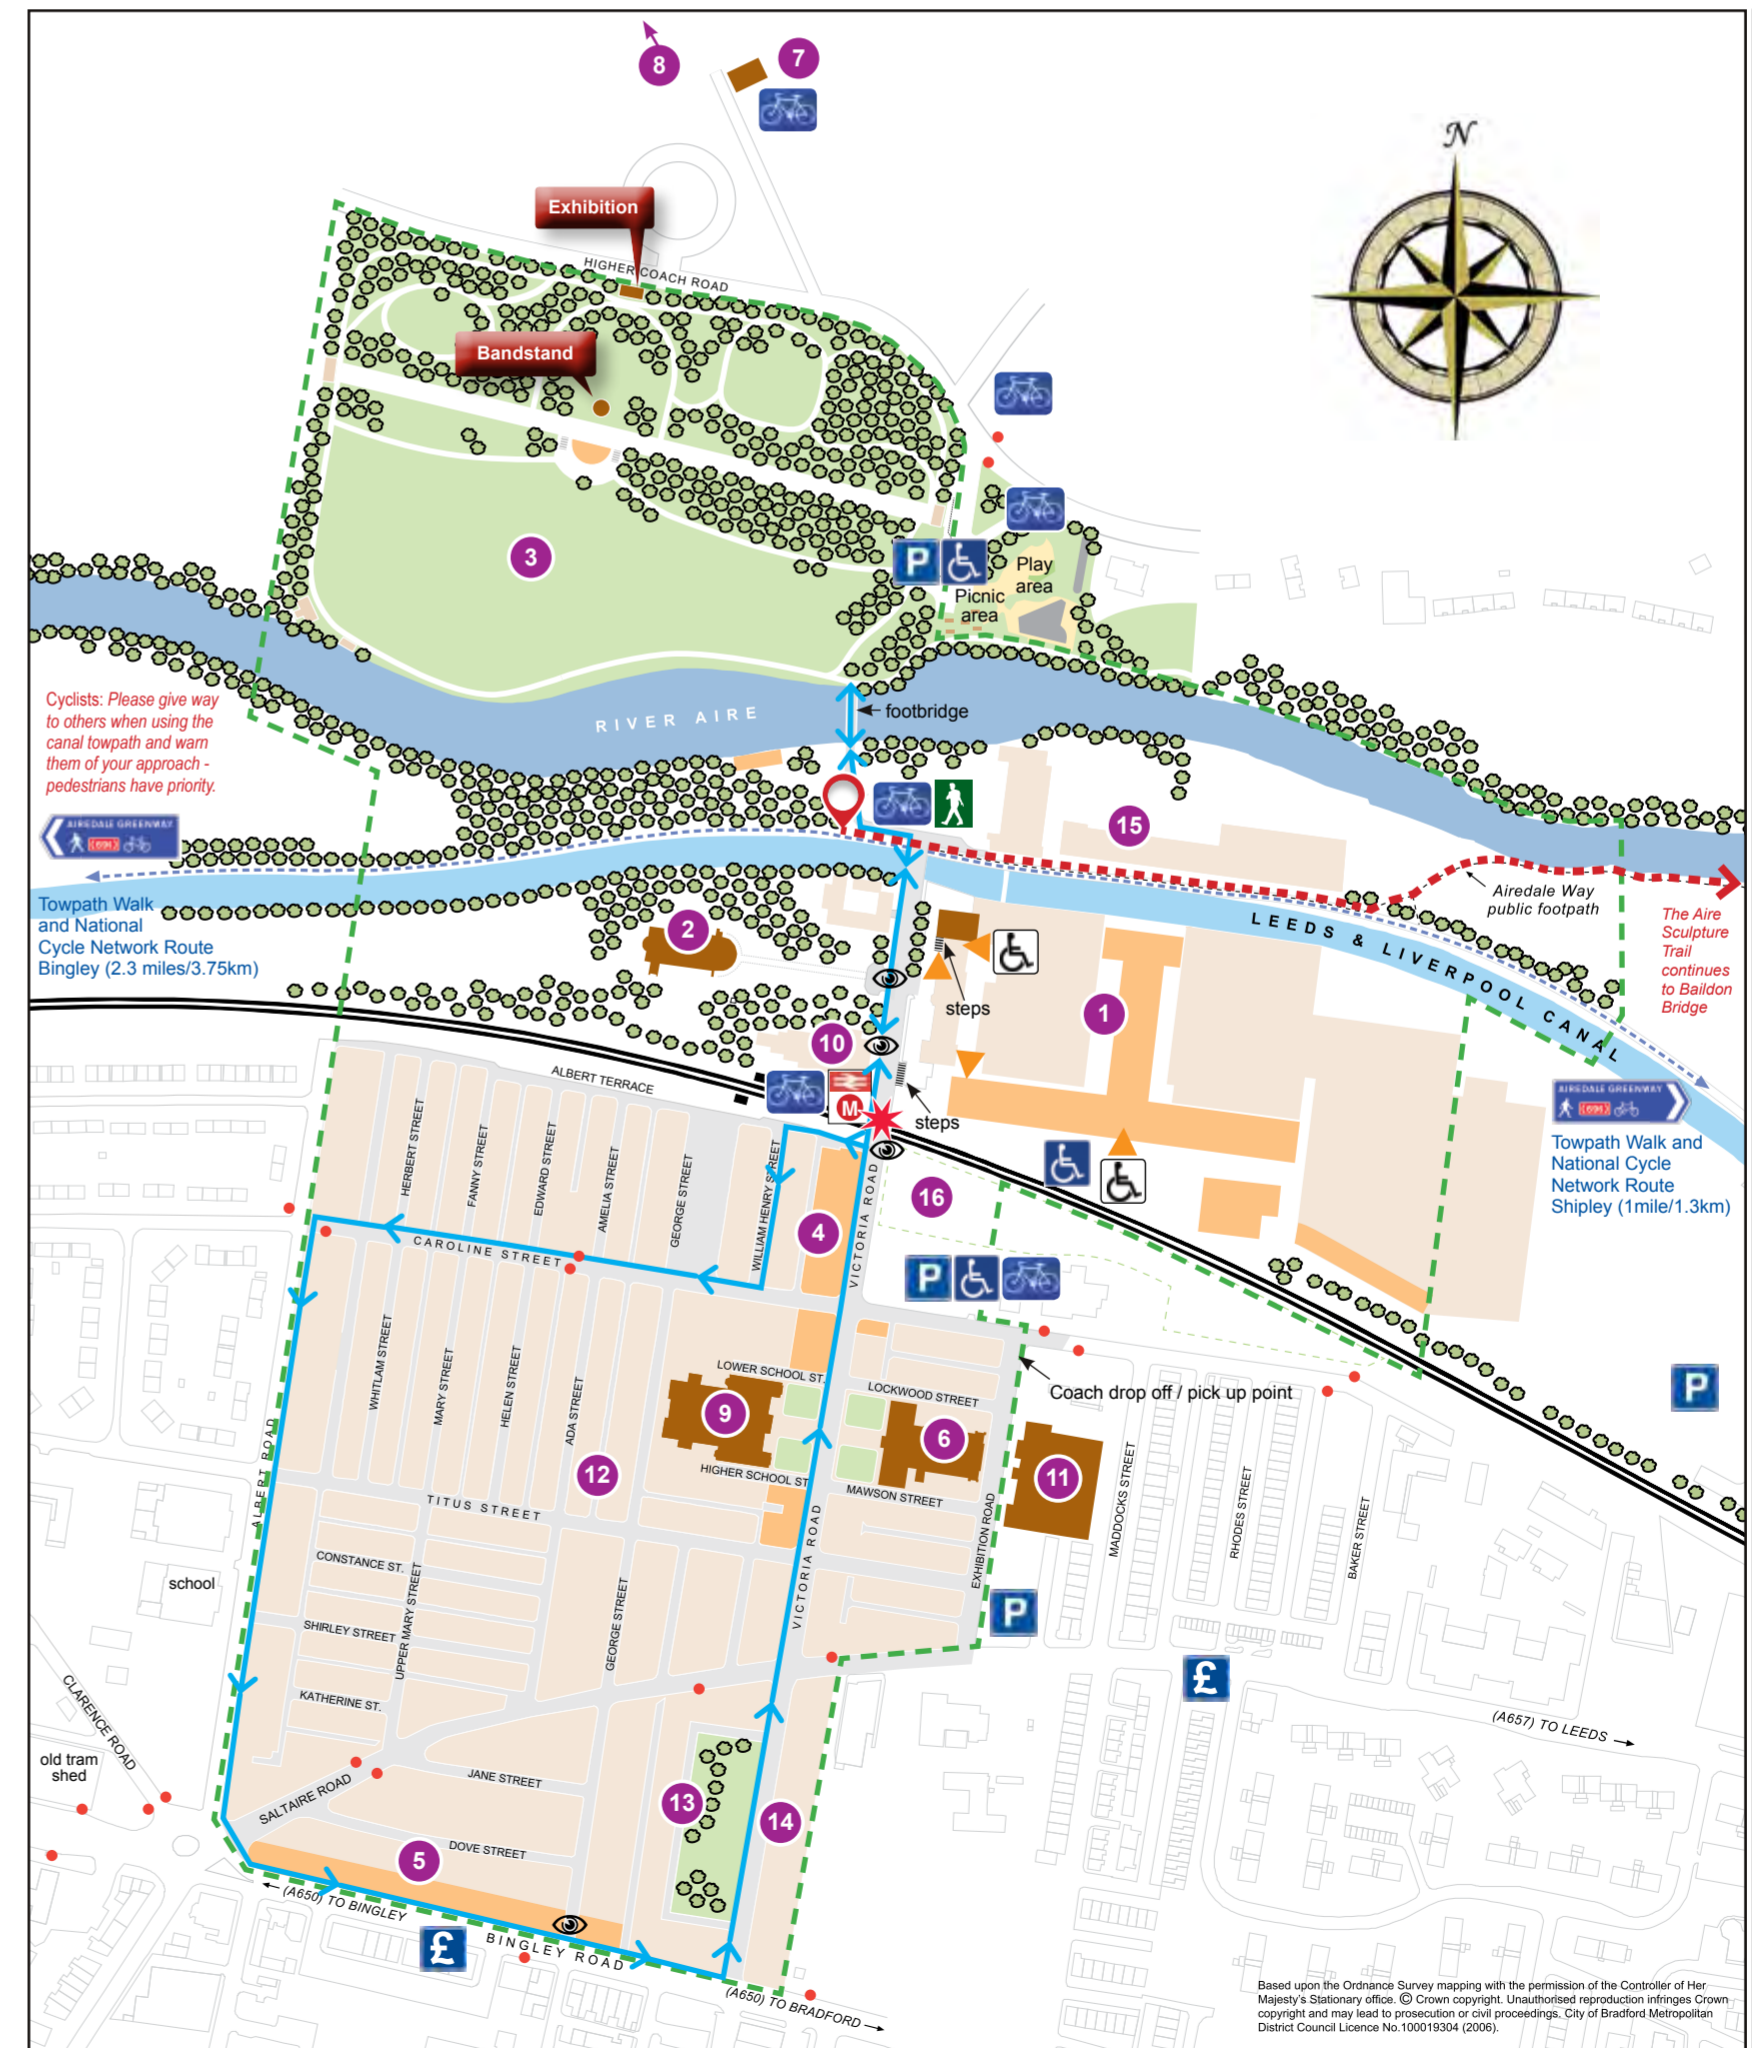 8
7
N
Exhibition
HIGHER COACH ROAD
Bandstand
3
P
Play
area
Picnic
area
Cyclists: Please give way
to others when using the
canal towpath and warn
them of your approach -
pedestrians have priority.
RIVER AIRE
footbridge
15
AIREDALE GREENWAY
Towpath Walk
and National
Cycle Network Route
Bingley (2.3 miles/3.75km)
Airedale Way
public footpath
The Aire
Sculpture
Trail
continues
to Baildon
Bridge
LEEDS & LIVERPOOL CANAL
2
steps
1
10
ALBERT TERRACE
M
steps
AIREDALE GREENWAY
Towpath Walk and
National Cycle
Network Route
Shipley (1mile/1.3km)
HERBERT STREET
FANNY STREET
EDWARD STREET
AMELIA STREET
GEORGE STREET
WILLIAM HENRY STREET
4
VICTORIA ROAD
16
CAROLINE STREET
P
WHITLAM STREET
MARY STREET
HELEN STREET
ADA STREET
LOWER SCHOOL ST.
LOCKWOOD STREET
Coach drop off / pick up point
P
9
6
11
12
HIGHER SCHOOL ST
MAWSON STREET
ALBERT ROAD
TITUS STREET
VICTORIA ROAD
EXHIBITION ROAD
MADDOCKS STREET
RHODES STREET
BAKER STREET
CONSTANCE ST.
school
UPPER MARY STREET
GEORGE STREET
SHIRLEY STREET
P
£
KATHERINE ST.
CLARENCE ROAD
old tram
shed
(A657) TO LEEDS
JANE STREET
SALTAIRE ROAD
13
14
DOVE STREET
5
(A650) TO BINGLEY
£
BINGLEY ROAD
(A650) TO BRADFORD
Based upon the Ordnance Survey mapping with the permission of the Controller of Her
Majesty's Stationary office. © Crown copyright. Unauthorised reproduction infringes Crown
copyright and may lead to prosecution or civil proceedings. City of Bradford Metropolitan
District Council Licence No.100019304 (2006).